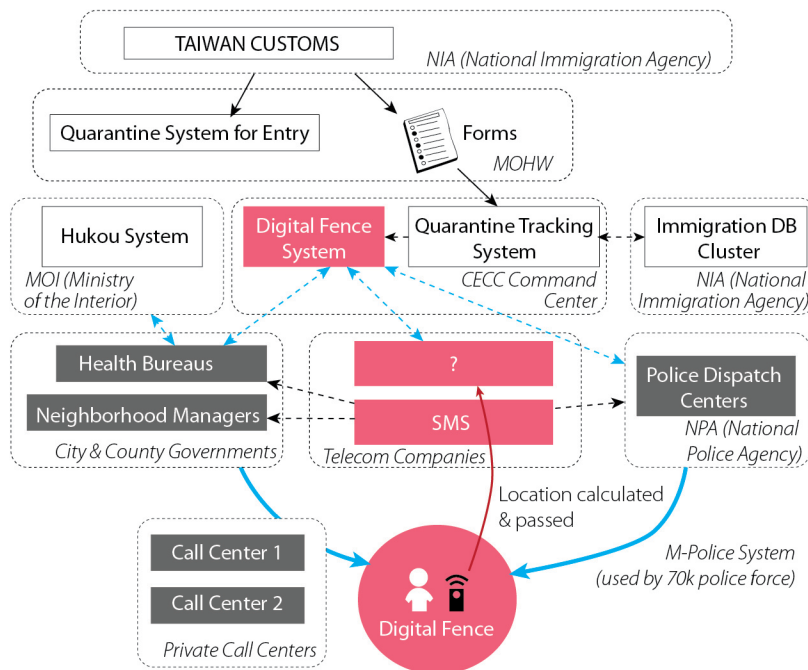 TAIWAN CUSTOMS
NIA (National Immigration Agency)
Quarantine System for Entry
Forms
MOHW
Hukou System
MOI (Ministry
of the Interior)
Digital Fence
System
Quarantine Tracking
System
CECC Command
Center
Immigration DB
Cluster
NIA (National
Immigration Agency)
Health Bureaus
Neighborhood Managers
City & County Governments
?
SMS
Telecom Companies
Police Dispatch
Centers
NPA (National
Police Agency)
Location calculated
& passed
Call Center 1
Call Center 2
Private Call Centers
Digital Fence
M-Police System
(used by 70k police force)